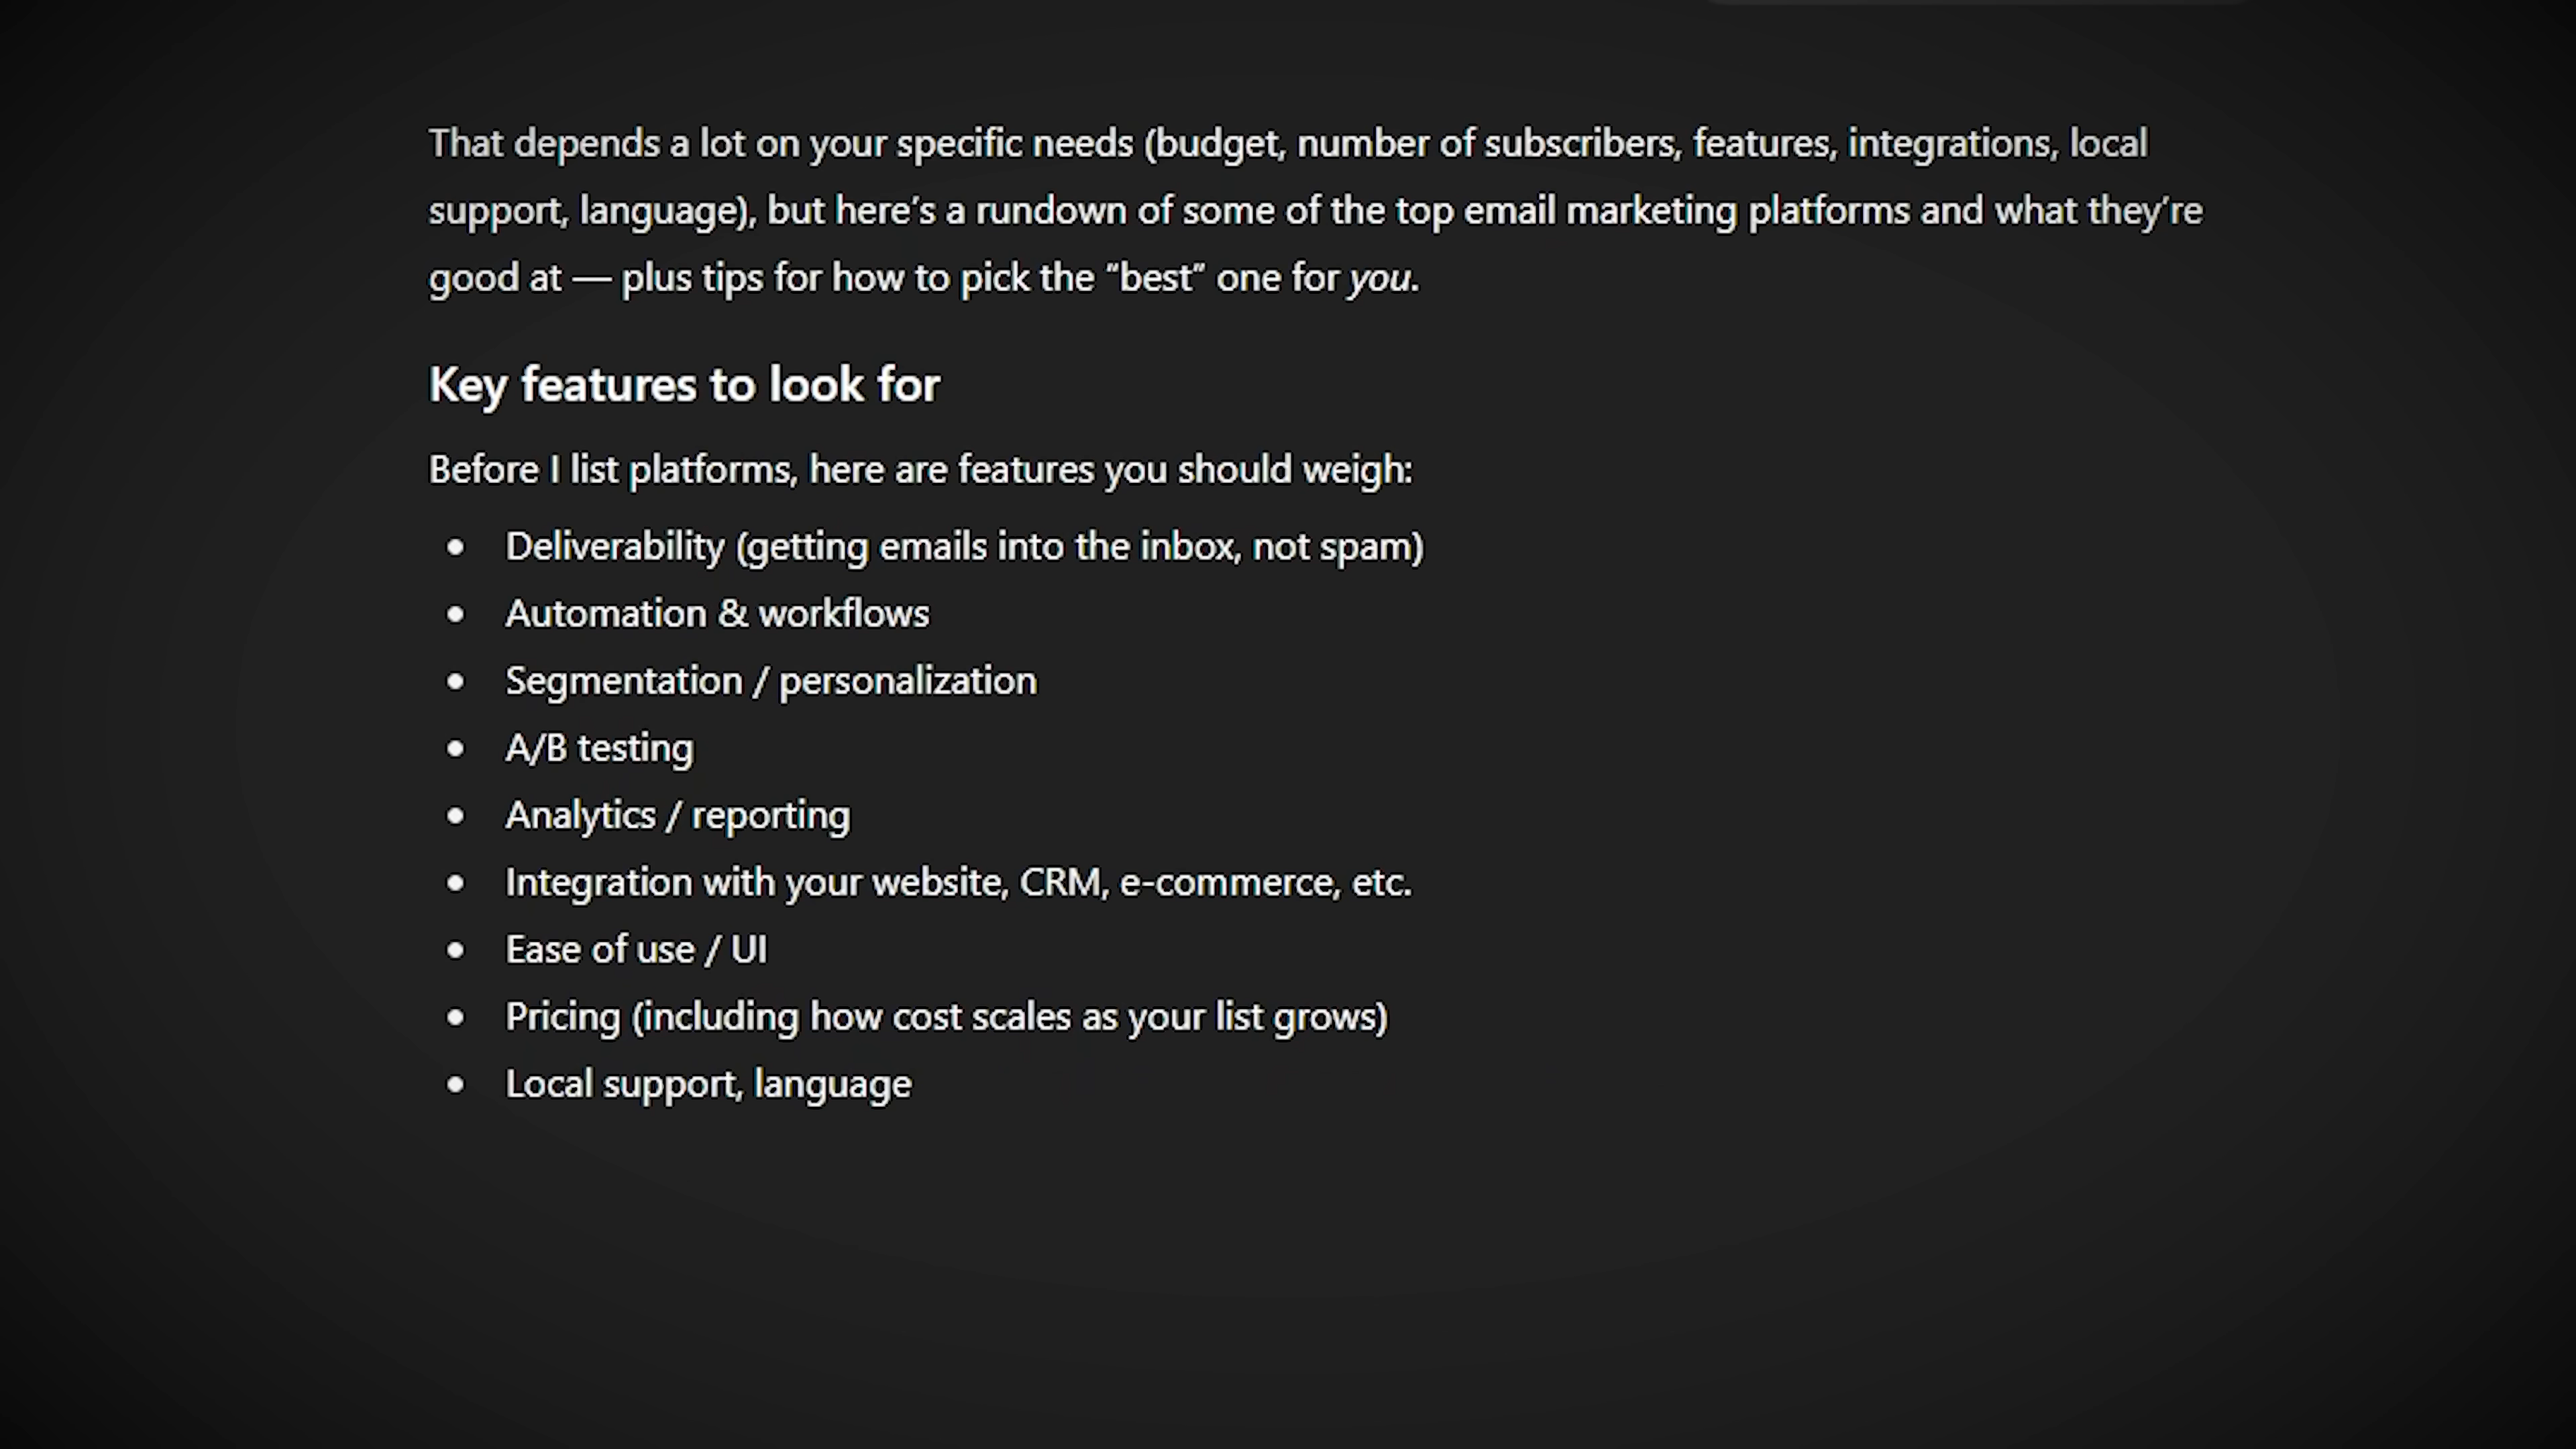 That depends a lot on your specific needs (budget, number of subscribers, features, integrations, local
support, language), but here’s a rundown of some of the top email marketing platforms and what they’re
good at — plus tips for how to pick the “best” one for you.
Key features to look for
Before I list platforms, here are features you should weigh:
• Deliverability (getting emails into the inbox, not spam)
• Automation & workflows
• Segmentation / personalization
• A/B testing
• Analytics / reporting
• Integration with your website, CRM, e-commerce, etc.
• Ease of use / UI
• Pricing (including how cost scales as your list grows)
• Local support, language